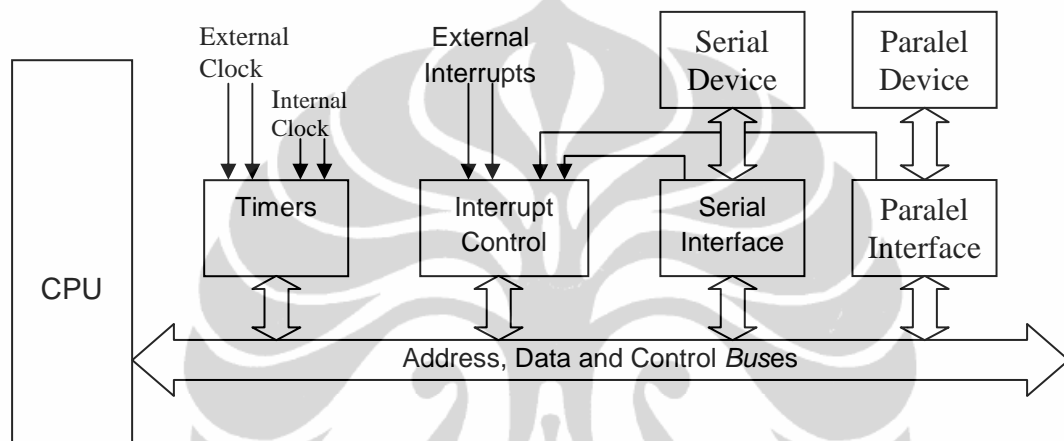 External
Clock
Internal
Clock
External
Interrupts
Serial
Device
Paralel
Device
Timers
Interrupt
Control
Serial
Interface
Paralel
Interface
CPU
Address, Data and Control Buses